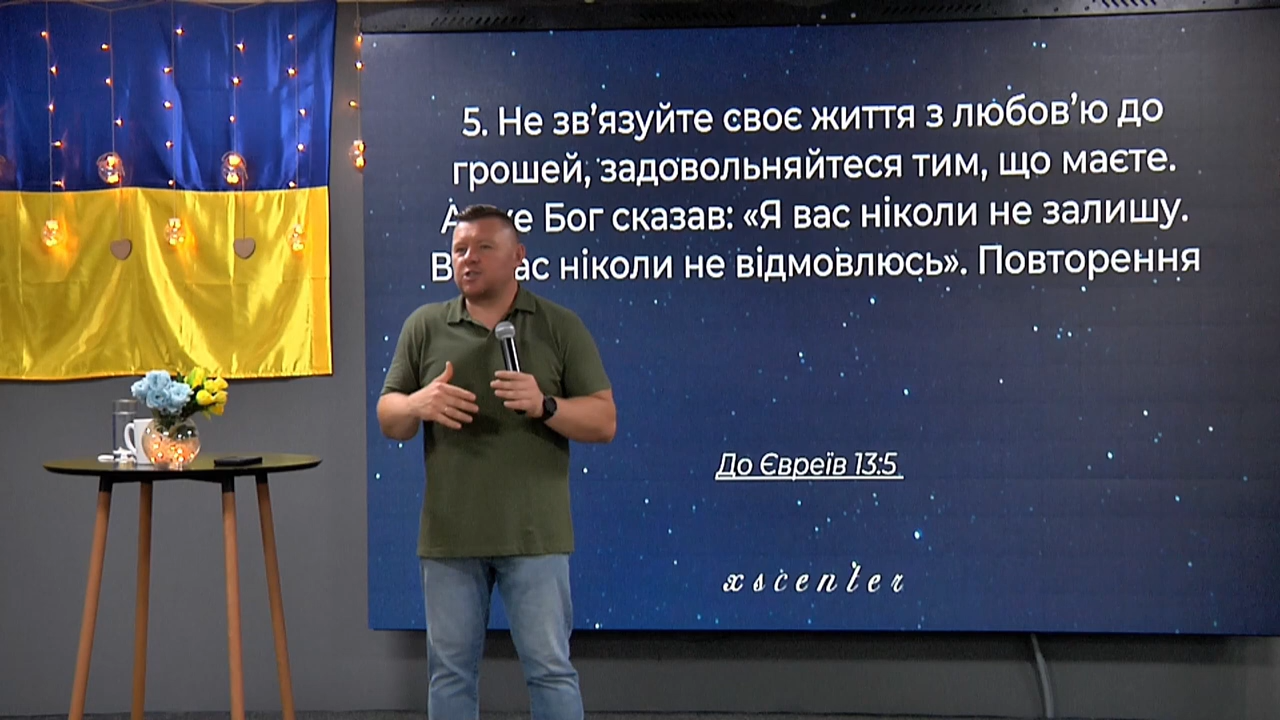 5. Не зв’язуйте своє життя з любов’ю до
грошей, задовольняйтеся тим, що маєте.
Бог сказав: «Я вас ніколи не залишу.
ніколи не відмовлюсь». Повторення
До Євреїв 13:5
xscenter